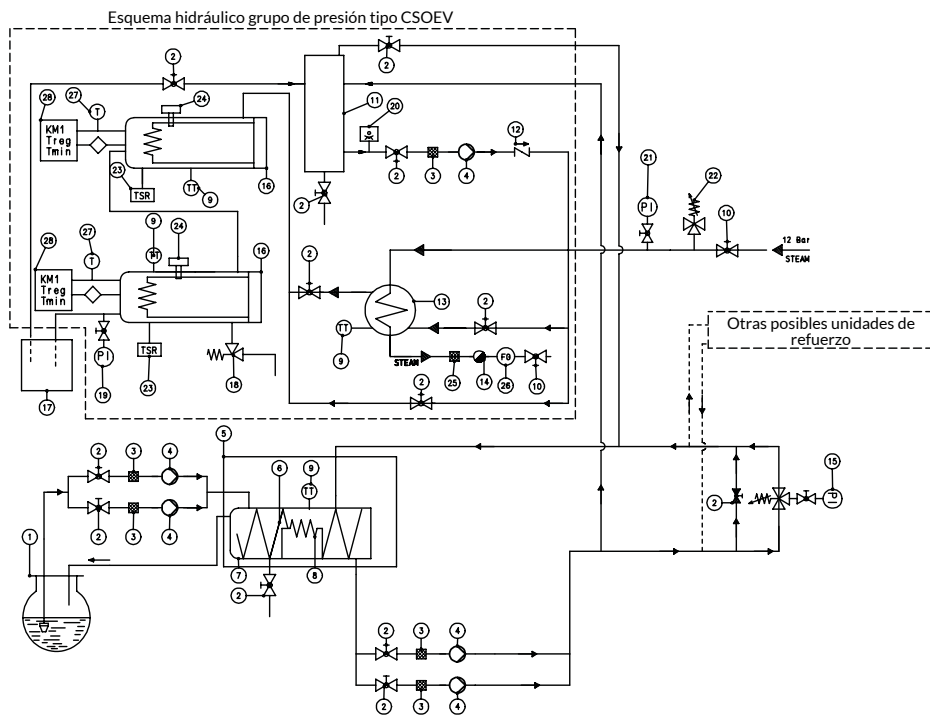 Esquema hidráulico grupo de presión tipo CSOEV
2
2
28
27
24
20
11
12
KM1
Treg
Tmin
T
21
22
TSR
TT
23
9
16
2
2
3
4
PI
10
12 Bar
STEAM
28
27
9
24
16
2
13
2
KM1
Treg
Tmin
T
TT
TT
9
STEAM
FG
25
14
26
10
PI
19
TSR
23
18
17
2
Otras posibles unidades de
refuerzo
5
2
3
4
6
9
TT
15
PI
2
2
3
4
1
7
8
2
2
3
4
2
3
4